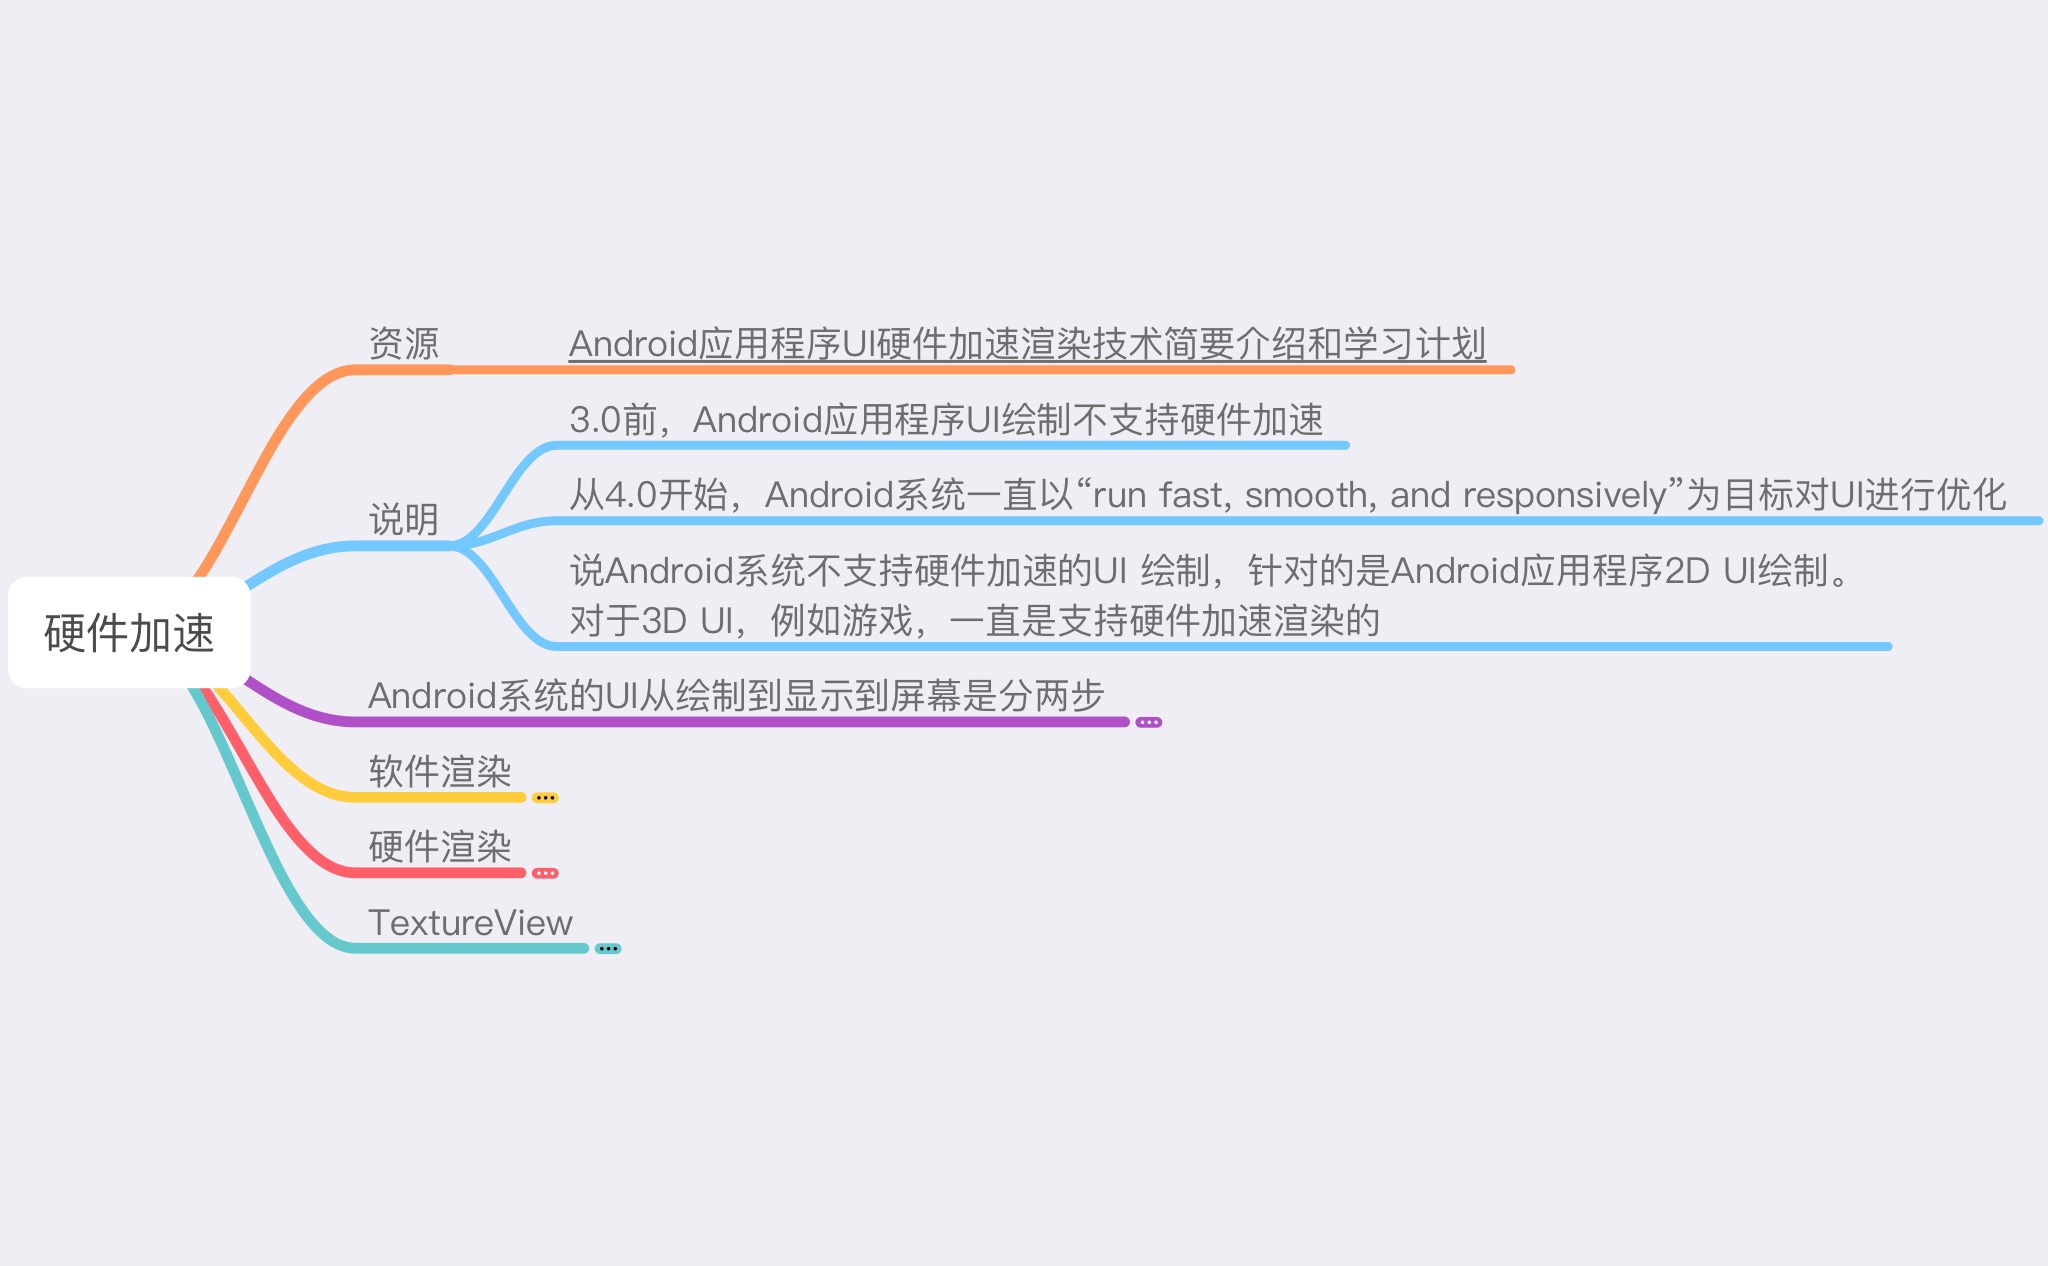 资源
Android应用程序UI硬件加速渲染技术简要介绍和学习计划
3.0前，Android应用程序UI绘制不支持硬件加速
从4.0开始，Android系统一直以“run fast, smooth, and responsively”为目标对UI进行优化
说明
说Android系统不支持硬件加速的UI 绘制，针对的是Android应用程序2D UI绘制。
对于3D UI，例如游戏，一直是支持硬件加速渲染的
硬件加速
Android系统的UI从绘制到显示到屏幕是分两步
软件渲染
硬件渲染
TextureView